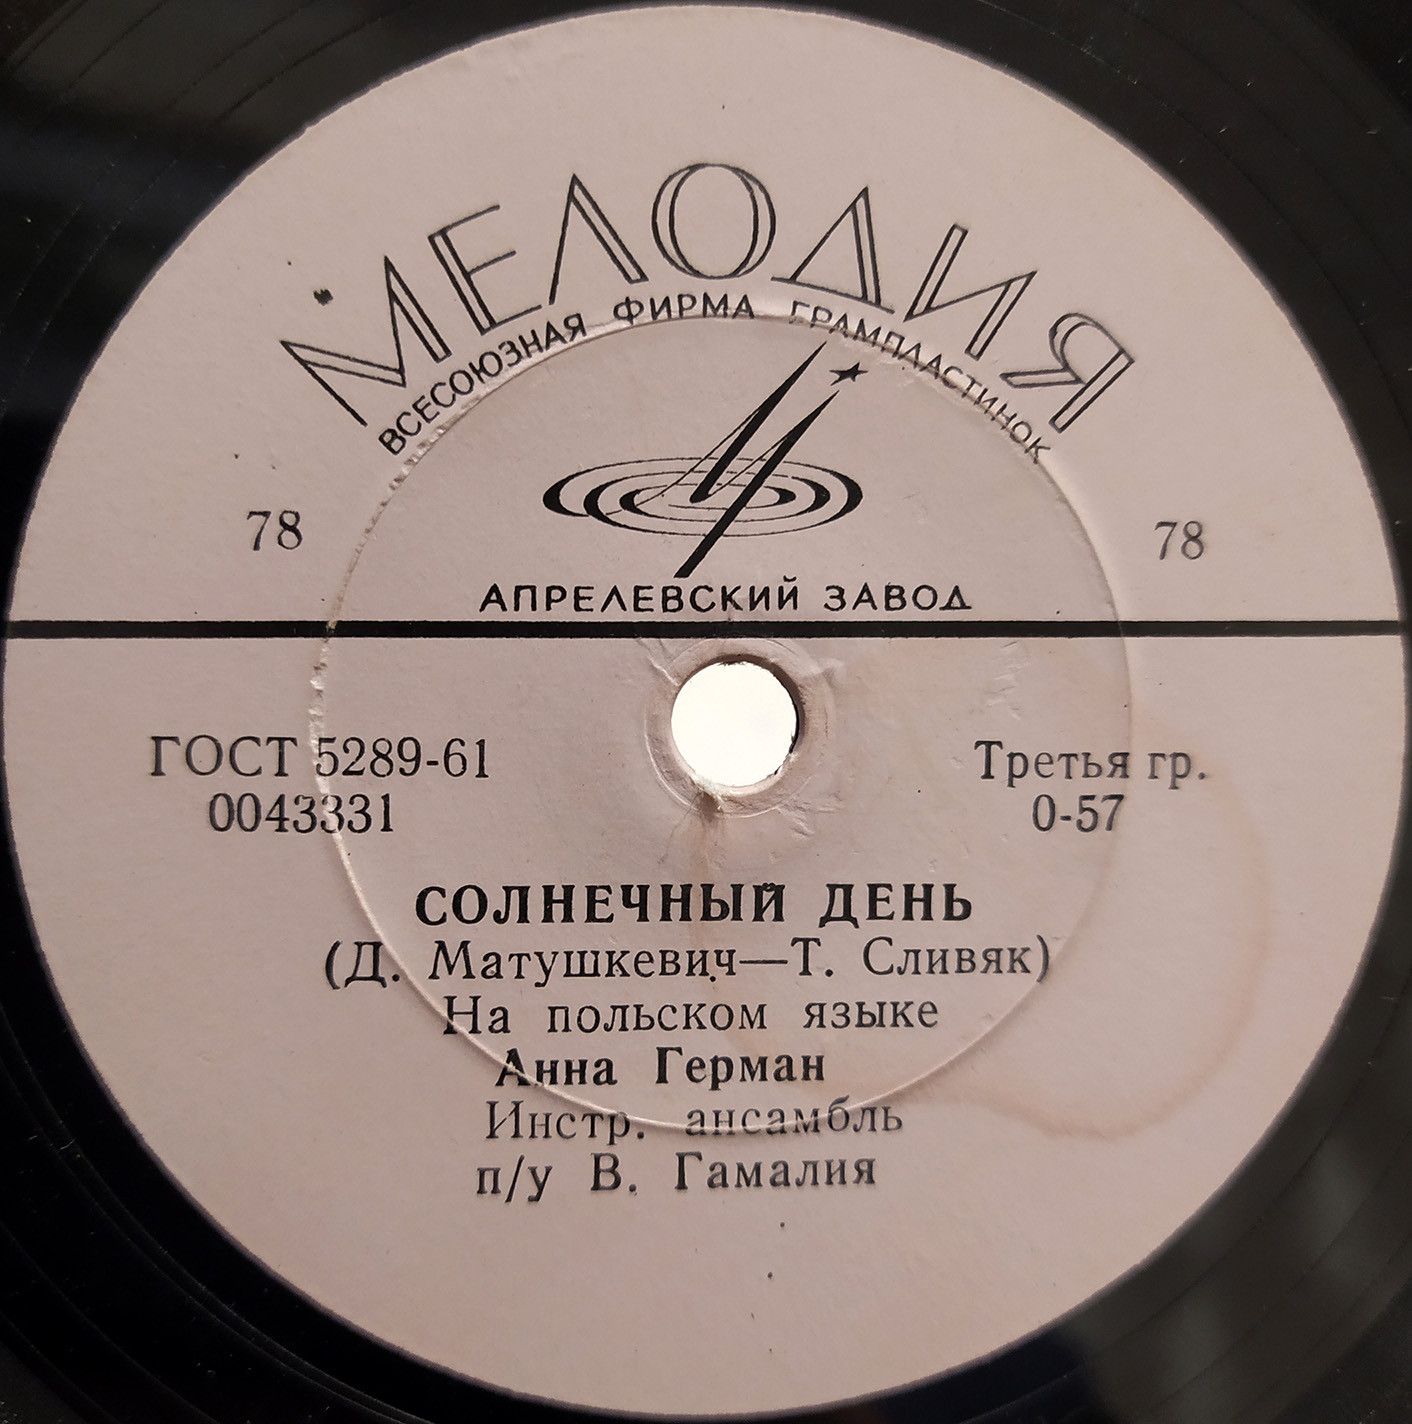 МЕЛОДИЯ
ВСЕСОЮЗНАЯ ФИРМА ГРАМПЛАСТИНОК
78 78
АПРЕЛЕВСКИЙ ЗАВОД
ГОСТ 5289-61 Третья гр.
0043331 0-57
СОЛНЕЧНЫЙ ДЕНЬ
(Д. Матушкевич—Т. Сливяк)
На польском языке
Анна Герман
Инстр. ансамбль
п/у В. Гамалия